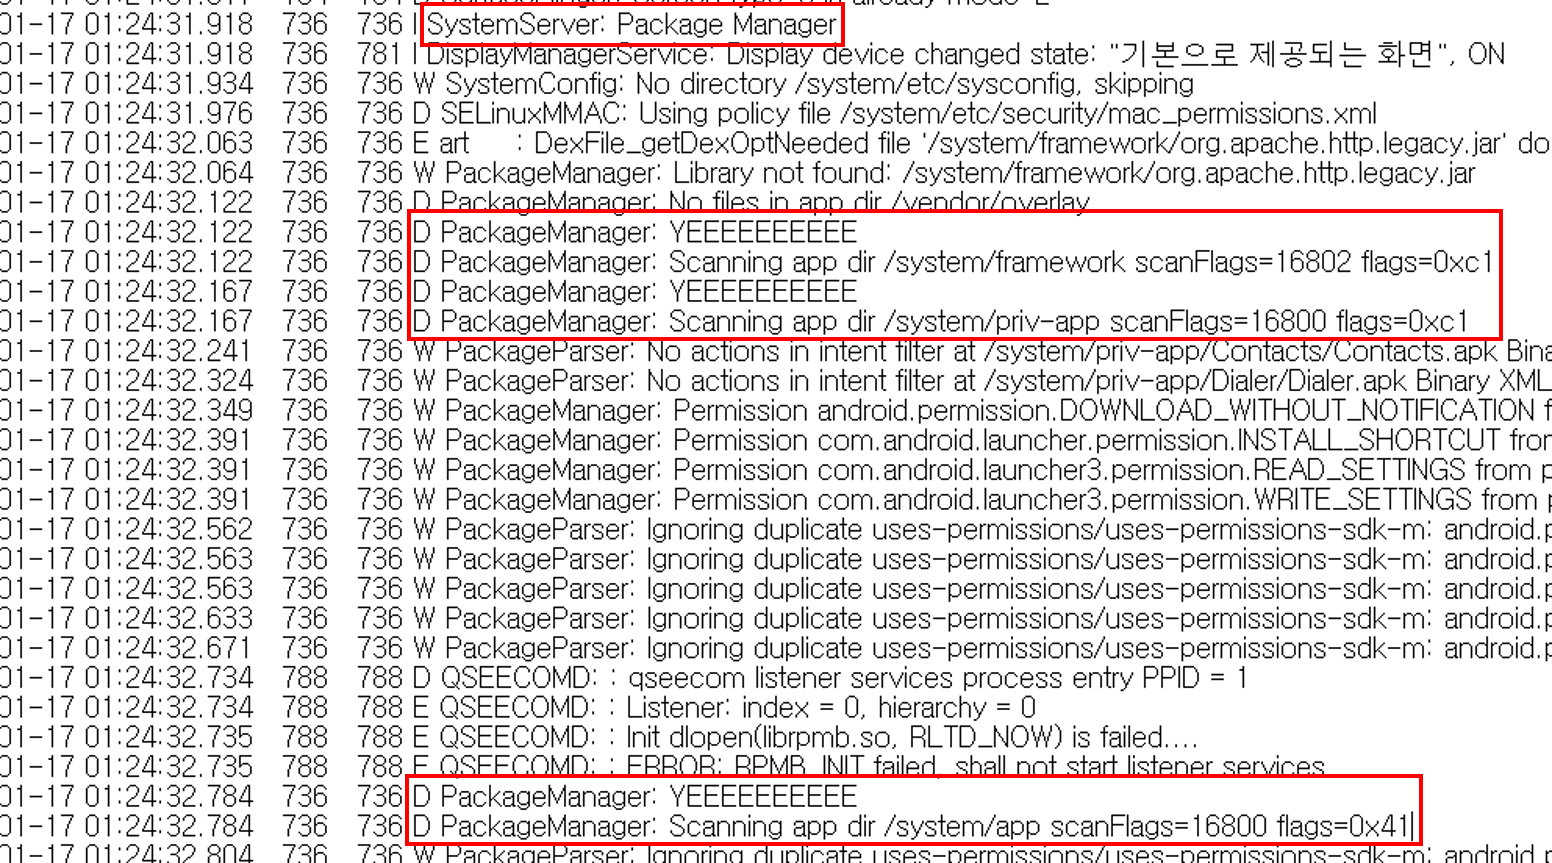 01-17 01:24:31.918 736 736 I SystemServer: Package Manager
01-17 01:24:31.918 736 781 I DisplayManagerService: Display device changed state: "기본으로 제공되는 화면", ON
01-17 01:24:31.934 736 736 W SystemConfig: No directory /system/etc/sysconfig, skipping
01-17 01:24:31.976 736 736 D SELinuxMMAC: Using policy file /system/etc/security/mac_permissions.xml
01-17 01:24:32.063 736 736 E art : DexFile_getDexOptNeeded file '/system/framework/org.apache.http.legacy.jar' do
01-17 01:24:32.064 736 736 W PackageManager: Library not found: /system/framework/org.apache.http.legacy.jar
01-17 01:24:32.122 736 736 D PackageManager: No files in app dir /vendor/overlay
01-17 01:24:32.122 736 736 D PackageManager: YEEEEEEEEEE
01-17 01:24:32.122 736 736 D PackageManager: Scanning app dir /system/framework scanFlags=16802 flags=0xc1
01-17 01:24:32.167 736 736 D PackageManager: YEEEEEEEEEE
01-17 01:24:32.167 736 736 D PackageManager: Scanning app dir /system/priv-app scanFlags=16800 flags=0xc1
01-17 01:24:32.241 736 736 W PackageParser: No actions in intent filter at /system/priv-app/Contacts/Contacts.apk Bina
01-17 01:24:32.324 736 736 W PackageParser: No actions in intent filter at /system/priv-app/Dialer/Dialer.apk Binary XML
01-17 01:24:32.349 736 736 W PackageManager: Permission android.permission.DOWNLOAD_WITHOUT_NOTIFICATION f
01-17 01:24:32.391 736 736 W PackageManager: Permission com.android.launcher.permission.INSTALL_SHORTCUT fron
01-17 01:24:32.391 736 736 W PackageManager: Permission com.android.launcher3.permission.READ_SETTINGS from p
01-17 01:24:32.391 736 736 W PackageManager: Permission com.android.launcher3.permission.WRITE_SETTINGS from p
01-17 01:24:32.562 736 736 W PackageParser: Ignoring duplicate uses-permissions/uses-permissions-sdk-m: android.p
01-17 01:24:32.563 736 736 W PackageParser: Ignoring duplicate uses-permissions/uses-permissions-sdk-m: android.p
01-17 01:24:32.563 736 736 W PackageParser: Ignoring duplicate uses-permissions/uses-permissions-sdk-m: android.p
01-17 01:24:32.633 736 736 W PackageParser: Ignoring duplicate uses-permissions/uses-permissions-sdk-m: android.p
01-17 01:24:32.671 736 736 W PackageParser: Ignoring duplicate uses-permissions/uses-permissions-sdk-m: android.p
01-17 01:24:32.734 788 788 D QSEECOMD: : qseecom listener services process entry PPID = 1
01-17 01:24:32.734 788 788 E QSEECOMD: : Listener: index = 0, hierarchy = 0
01-17 01:24:32.735 788 788 E QSEECOMD: : Init dlopen(librpmb.so, RLTD_NOW) is failed....
01-17 01:24:32.735 788 788 E QSEECOMD: : ERROR: RPMB_INIT failed, shall not start listener services
01-17 01:24:32.784 736 736 D PackageManager: YEEEEEEEEEE
01-17 01:24:32.784 736 736 D PackageManager: Scanning app dir /system/app scanFlags=16800 flags=0x41
01-17 01:24:32.804 736 736 W PackageParser: Ignoring duplicate uses-permissions/uses-permissions-sdk-m: android.p